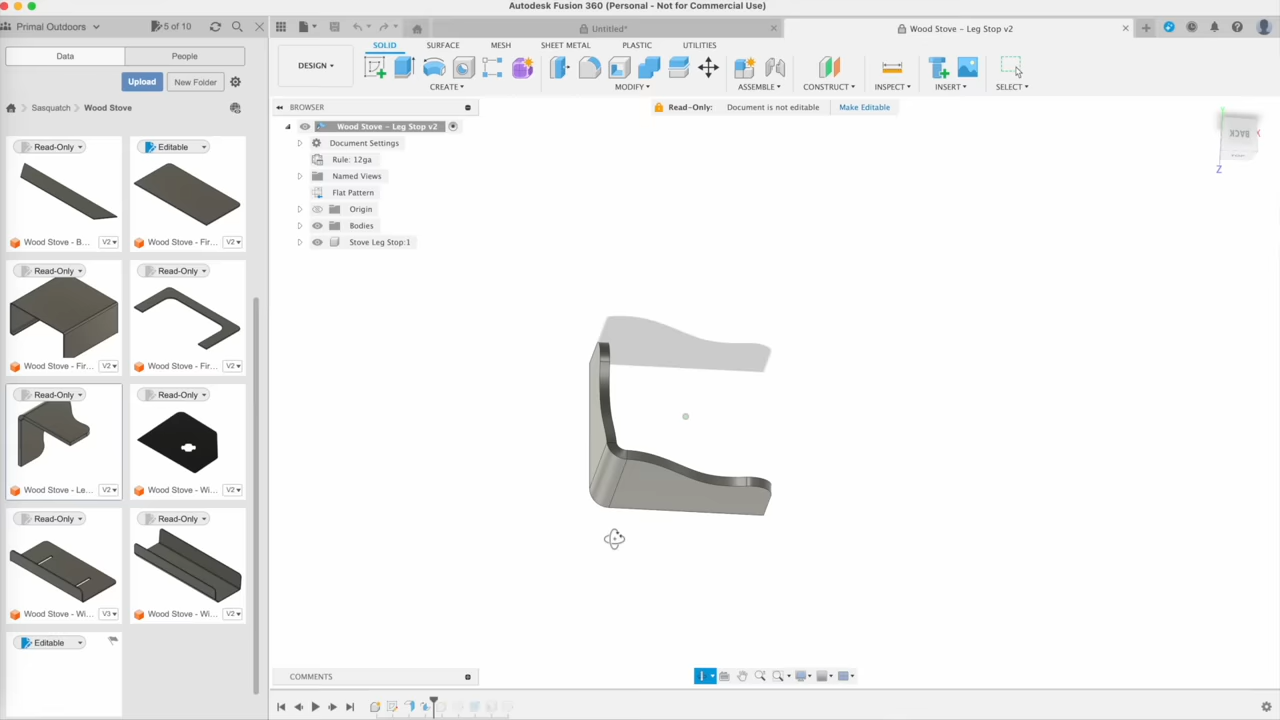 Autodesk Fusion 360 (Personal - Not for Commercial Use)
Primal Outdoors
5 of 10
Untitled*
Wood Stove - Leg Stop v2
Data
People
Upload
New Folder
Sasquatch
Wood Stove
DESIGN
SOLID
SURFACE
MESH
SHEET METAL
PLASTIC
UTILITIES
CREATE
MODIFY
ASSEMBLE
CONSTRUCT
INSPECT
INSERT
SELECT
BROWSER
Read-Only:
Document is not editable
Make Editable
Wood Stove - Leg Stop v2
Document Settings
Rule: 12ga
Named Views
Flat Pattern
Origin
Bodies
Stove Leg Stop:1
BACK
X
Z
Read-Only
Editable
Wood Stove - B...
V2
Wood Stove - Fir...
V2
Read-Only
Read-Only
Wood Stove - Fir...
V2
Wood Stove - Fir...
V2
Read-Only
Read-Only
Wood Stove - Le...
V2
Wood Stove - Wi...
V2
Read-Only
Read-Only
Wood Stove - Wi...
V3
Wood Stove - Wi...
V2
Editable
COMMENTS